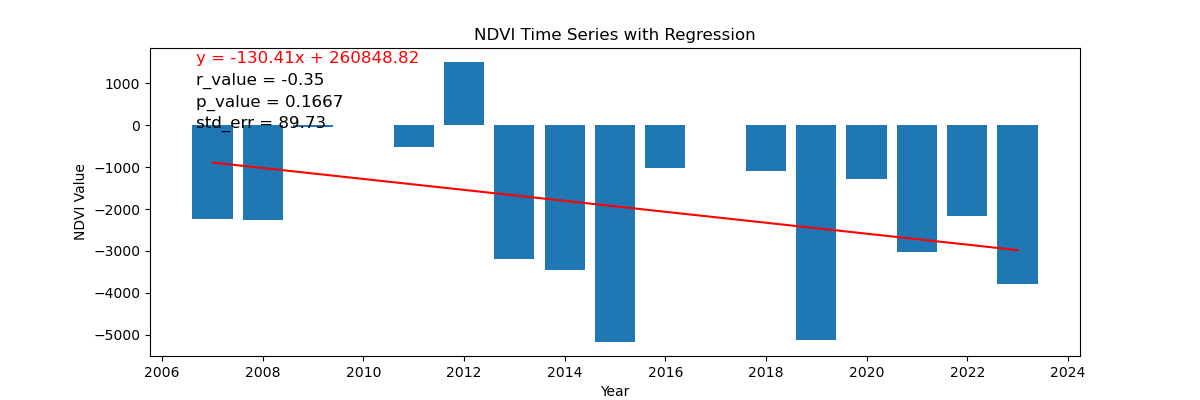 NDVI Time Series with Regression
y = -130.41x + 260848.82
r_value = -0.35
p_value = 0.1667
std_err = 89.73
1000
0
−1000
−2000
−3000
−4000
−5000
NDVI Value
2006 2008 2010 2012 2014 2016 2018 2020 2022 2024
Year